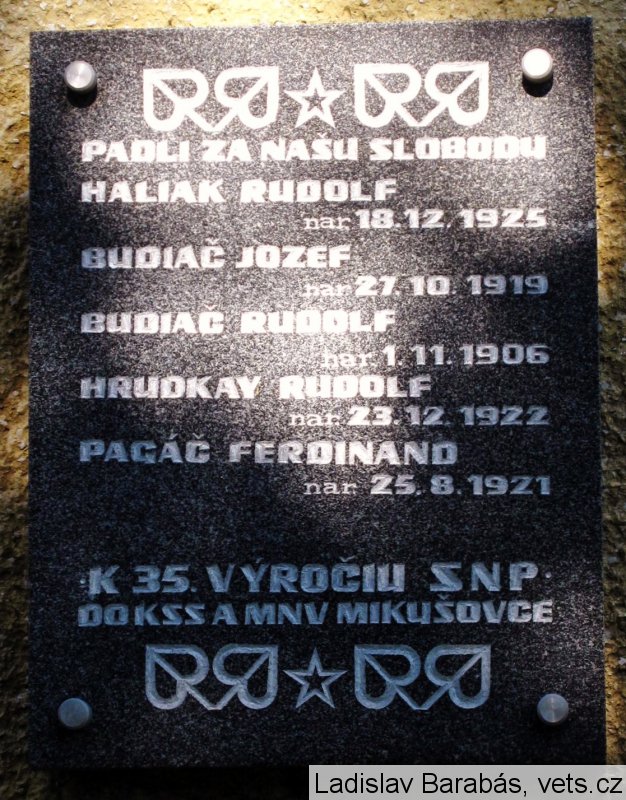 PADLI ZA NAŠU SLOBODU
HALIAK RUDOLF
nar 18.12.1925
BUDIAČ JOZEF
nar 27.10.1919
BUDIAČ RUDOLF
nar 1.11.1906
HRUDKAY RUDOLF
nar 23.12.1922
PAGÁČ FERDINAND
nar 25.8.1921
·K 35. VÝROČIU SNP·
DO KSS A MNV MIKUŠOVCE
Ladislav Barabás, vets.cz